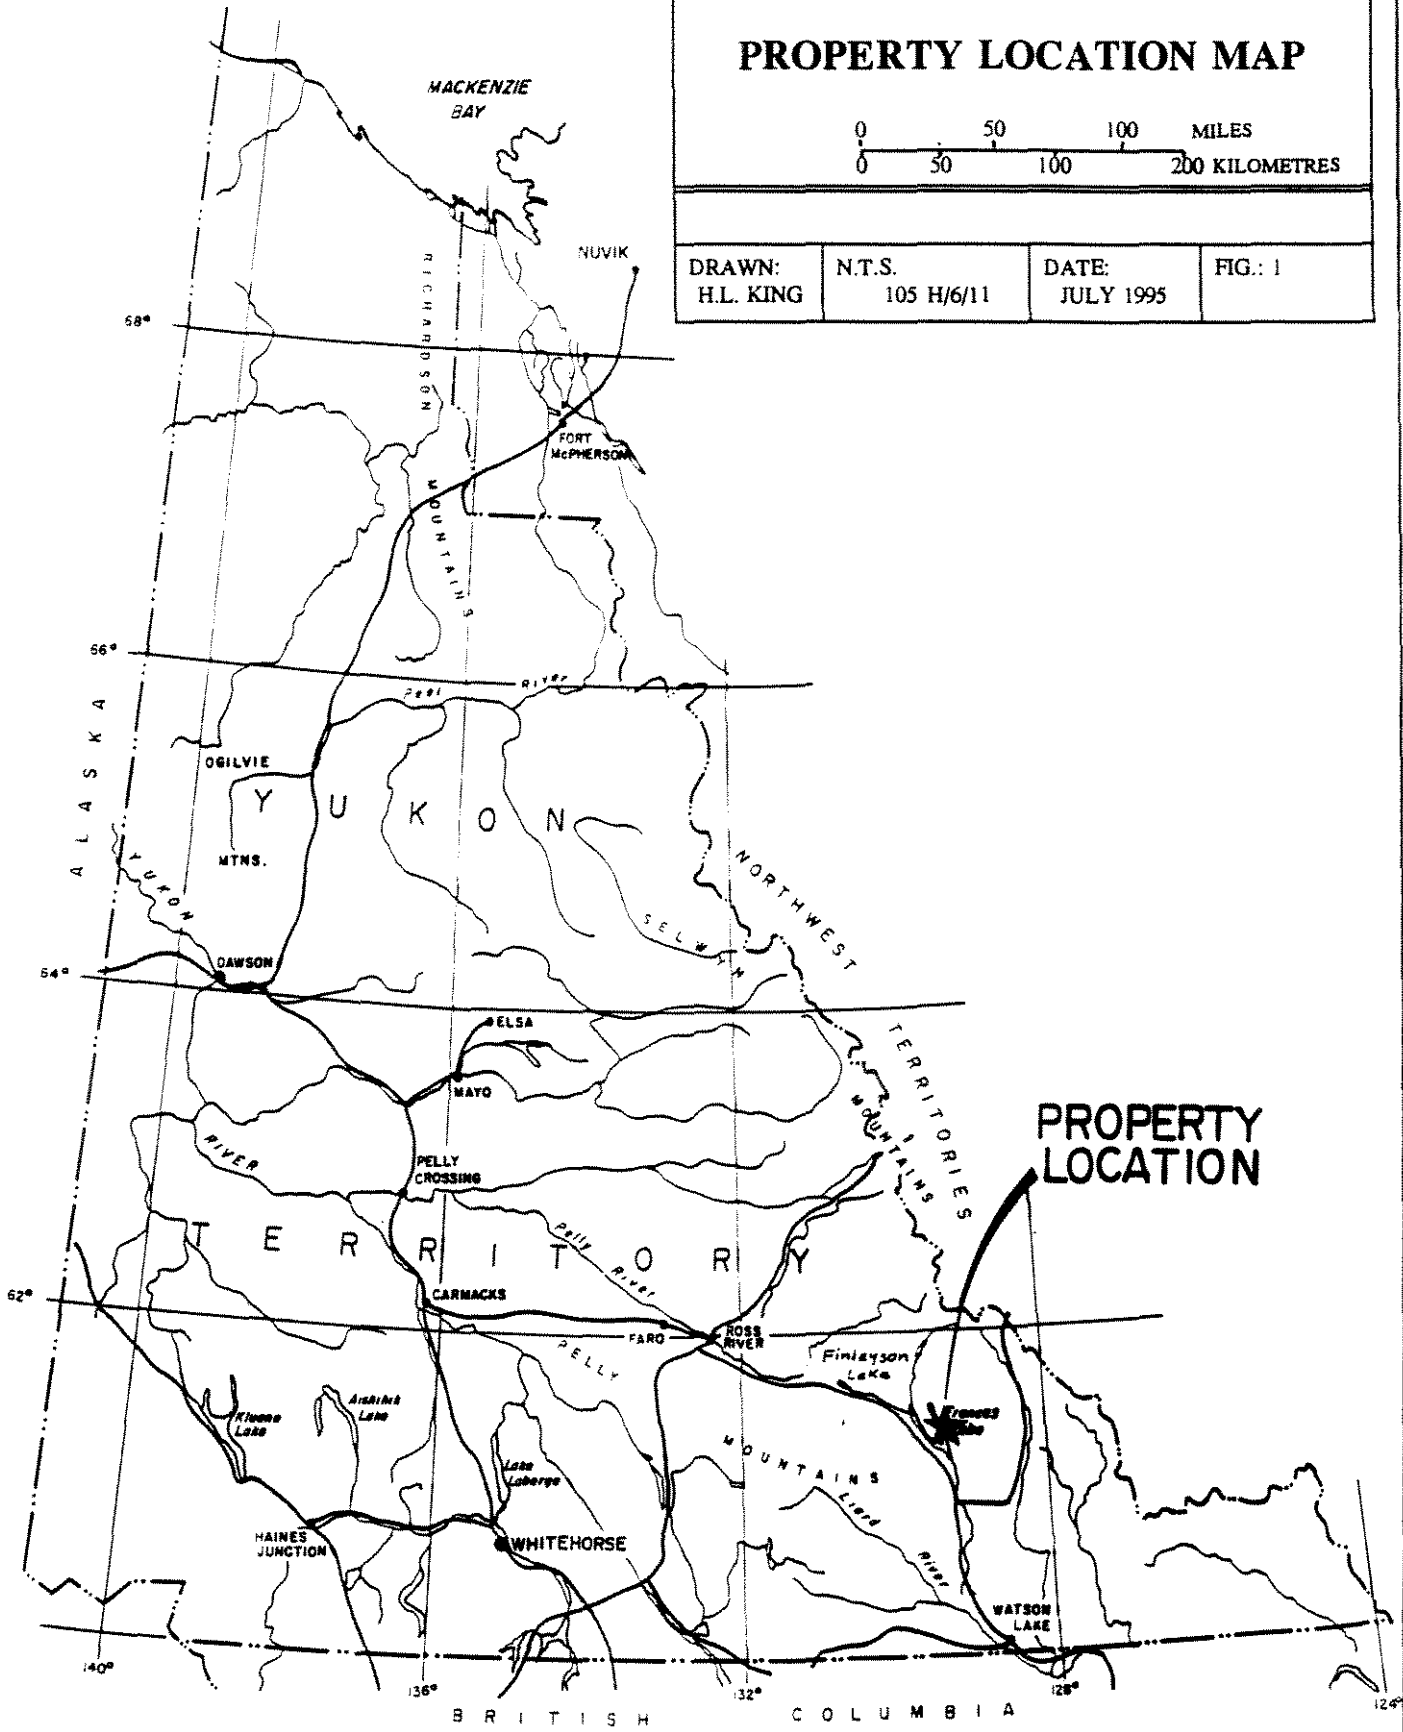 PROPERTY LOCATION MAP
0 50 100 MILES
0 50 100 200 KILOMETRES
DRAWN:
H.L. KING
N.T.S.
105 H/6/11
DATE:
JULY 1995
FIG.: 1
MACKENZIE
BAY
NUVIK
RICHARDSON
68°
FORT
McPHERSON
MOUNTAINS
66°
Peel River
ALASKA
OGILVIE
YUKON
MTNS.
YUKON
NORTHWEST
SELWYN
DAWSON
64°
ELSA
TERRITORIES
MAYO
MOUNTAINS
PROPERTY
LOCATION
RIVER
PELLY
CROSSING
TERRITORY
Pelly
River
62°
CARMACKS
FARO
ROSS
RIVER
PELLY
Finlayson
Lake
Kluane
Lake
Aishihik
Lake
Frances
Lake
MOUNTAINS
Lake
Laberge
Liard
River
HAINES
JUNCTION
WHITEHORSE
WATSON
LAKE
140°
136°
132°
128°
124°
BRITISH COLUMBIA